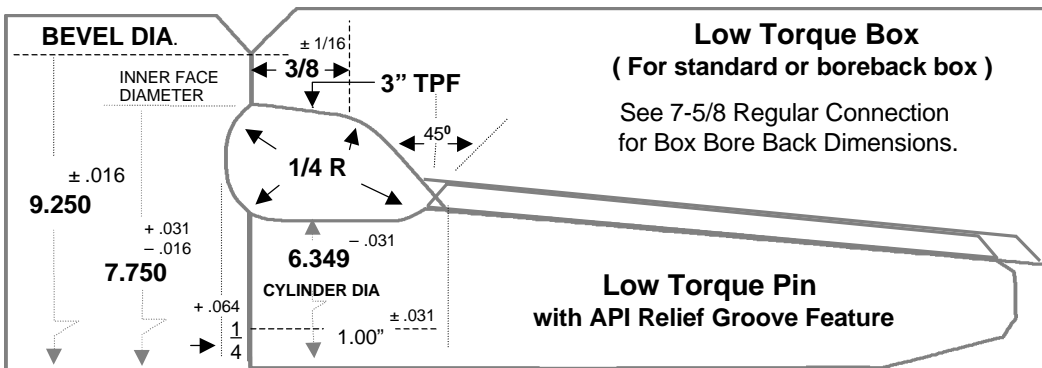 BEVEL DIA.
± 1/16
3/8
Low Torque Box
( For standard or boreback box )
INNER FACE
DIAMETER
3” TPF
See 7-5/8 Regular Connection
for Box Bore Back Dimensions.
45⁰
1/4 R
± .016
9.250
+ .031
– .016
7.750
– .031
6.349
CYLINDER DIA
Low Torque Pin
with API Relief Groove Feature
+ .064
1
4
1.00”
± .031